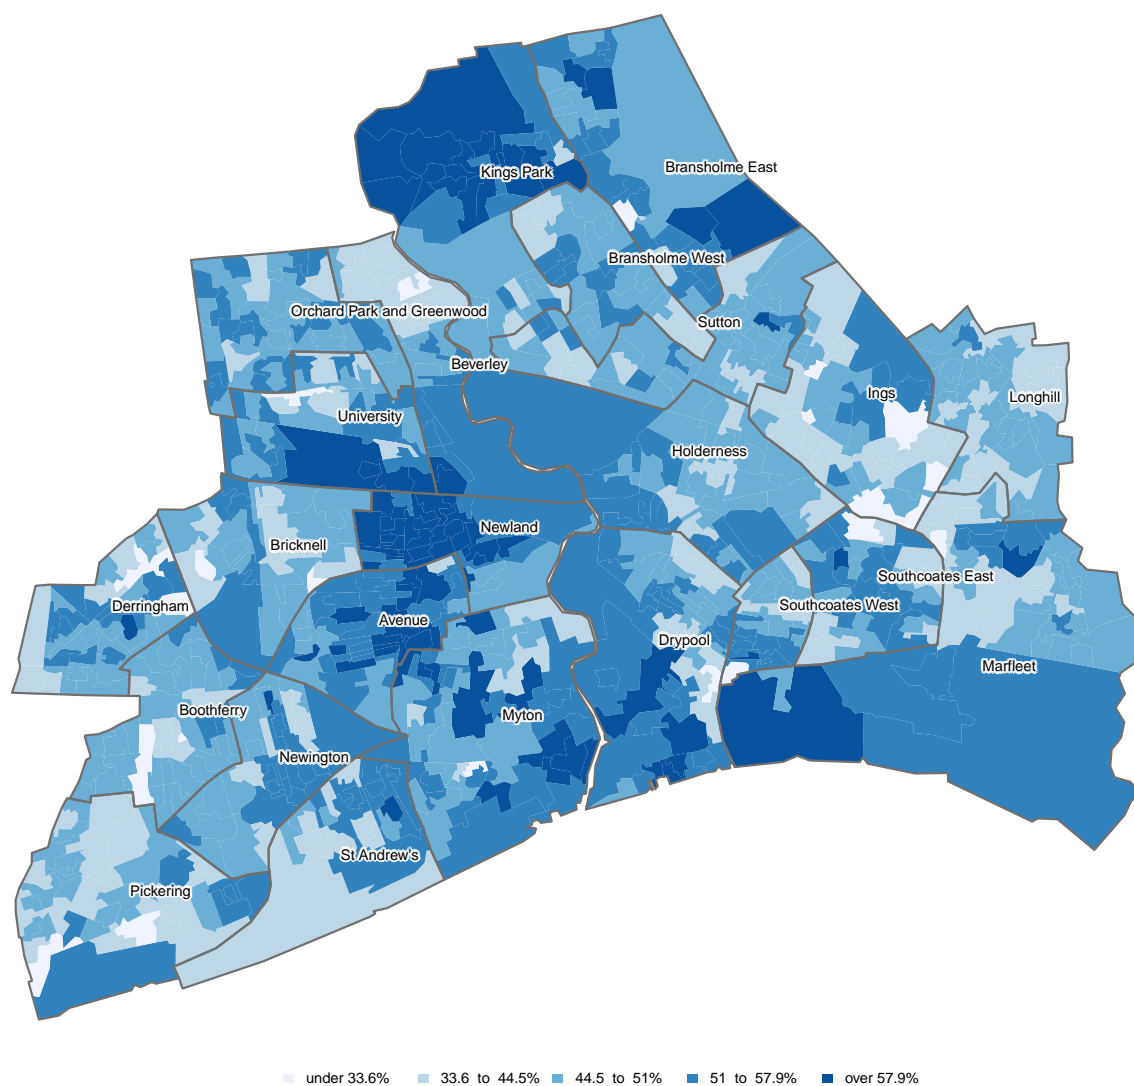 Kings Park
Bransholme East
Bransholme West
Orchard Park and Greenwood
Sutton
Beverley
Ings
Longhill
University
Holderness
Newland
Bricknell
Southcoates East
Derringham
Southcoates West
Avenue
Drypool
Marfleet
Boothferry
Myton
Newington
St Andrew's
Pickering
under 33.6% 33.6 to 44.5% 44.5 to 51% 51 to 57.9% over 57.9%